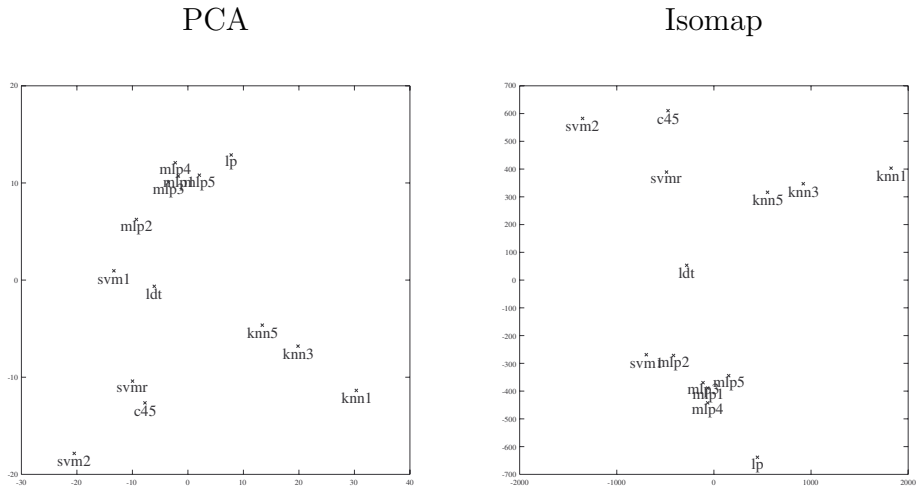 PCA
Isomap
20
10
0
-10
-20
-30
-20
-10
0
10
20
30
40
lp
mlp4
mlp1
mlp3
mlp5
mlp2
svm1
ldt
knn5
knn3
knn1
svmr
c45
svm2
700
600
500
400
300
200
100
0
-100
-200
-300
-400
-500
-600
-700
-2000
-1000
0
1000
2000
svm2
c45
svmr
knn5
knn3
knn1
ldt
svm1
mlp2
mlp5
mlp3
mlp1
mlp4
lp